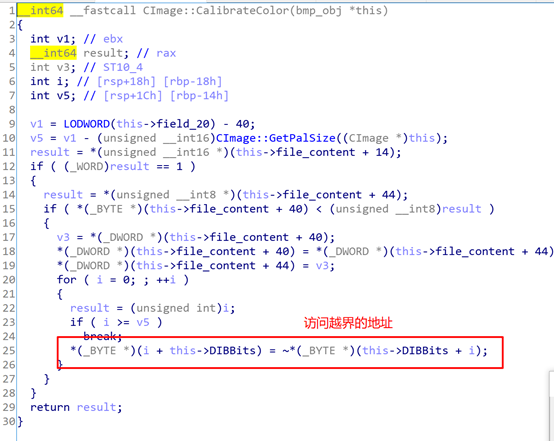 1 __int64 __fastcall CImage::CalibrateColor(bmp_obj *this)
2 {
3 int v1; // ebx
4 __int64 result; // rax
5 int v3; // ST10_4
6 int i; // [rsp+18h] [rbp-18h]
7 int v5; // [rsp+1Ch] [rbp-14h]
8
9 v1 = LODWORD(this->field_20) - 40;
10 v5 = v1 - (unsigned __int16)CImage::GetPalSize((CImage *)this);
11 result = *(unsigned __int16 *)(this->file_content + 14);
12 if ( (_WORD)result == 1 )
13 {
14 result = *(unsigned __int8 *)(this->file_content + 44);
15 if ( *(_BYTE *)(this->file_content + 40) < (unsigned __int8)result )
16 {
17 v3 = *(_DWORD *)(this->file_content + 40);
18 *(_DWORD *)(this->file_content + 40) = *(_DWORD *)(this->file_content + 44)
19 *(_DWORD *)(this->file_content + 44) = v3;
20 for ( i = 0; ; ++i )
21 {
22 result = (unsigned int)i;
23 if ( i >= v5 )
访问越界的地址
24 break;
25 *(_BYTE *)(i + this->DIBBits) = ~*(_BYTE *)(this->DIBBits + i);
26 }
27 }
28 }
29 return result;
30 }